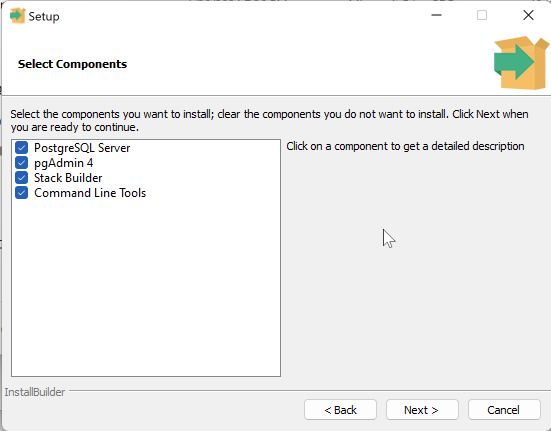 Setup
Select Components
Select the components you want to install; clear the components you do not want to install. Click Next when
you are ready to continue.
PostgreSQL Server
pgAdmin 4
Stack Builder
Command Line Tools
Click on a component to get a detailed description
InstallBuilder
< Back
Next >
Cancel